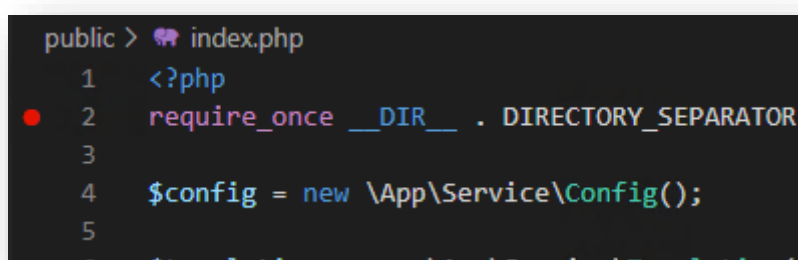 public > index.php
1 <?php
2 require_once __DIR__ . DIRECTORY_SEPARATOR
3
4 $config = new \App\Service\Config();
5